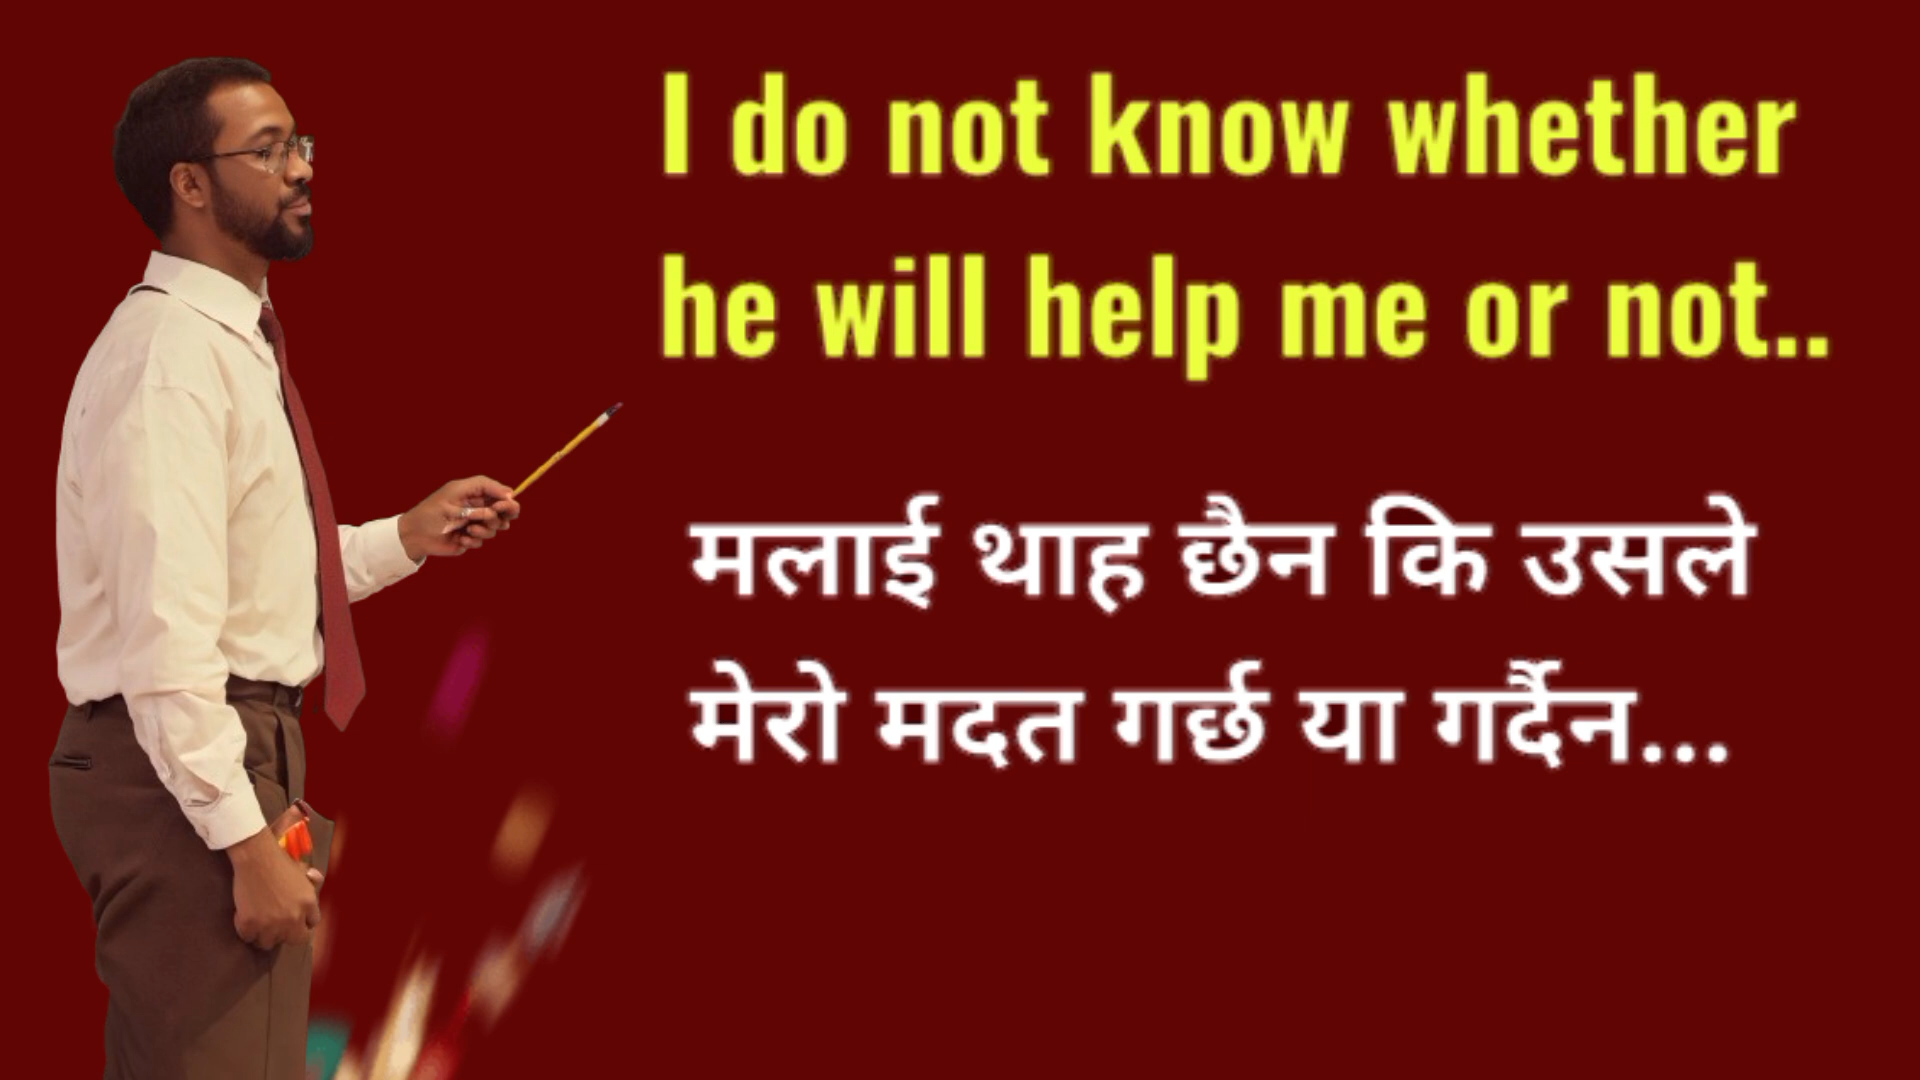 I do not know whether
he will help me or not..
मलाई थाह छैन कि उसले
मेरो मदत गर्छ या गर्दैन...